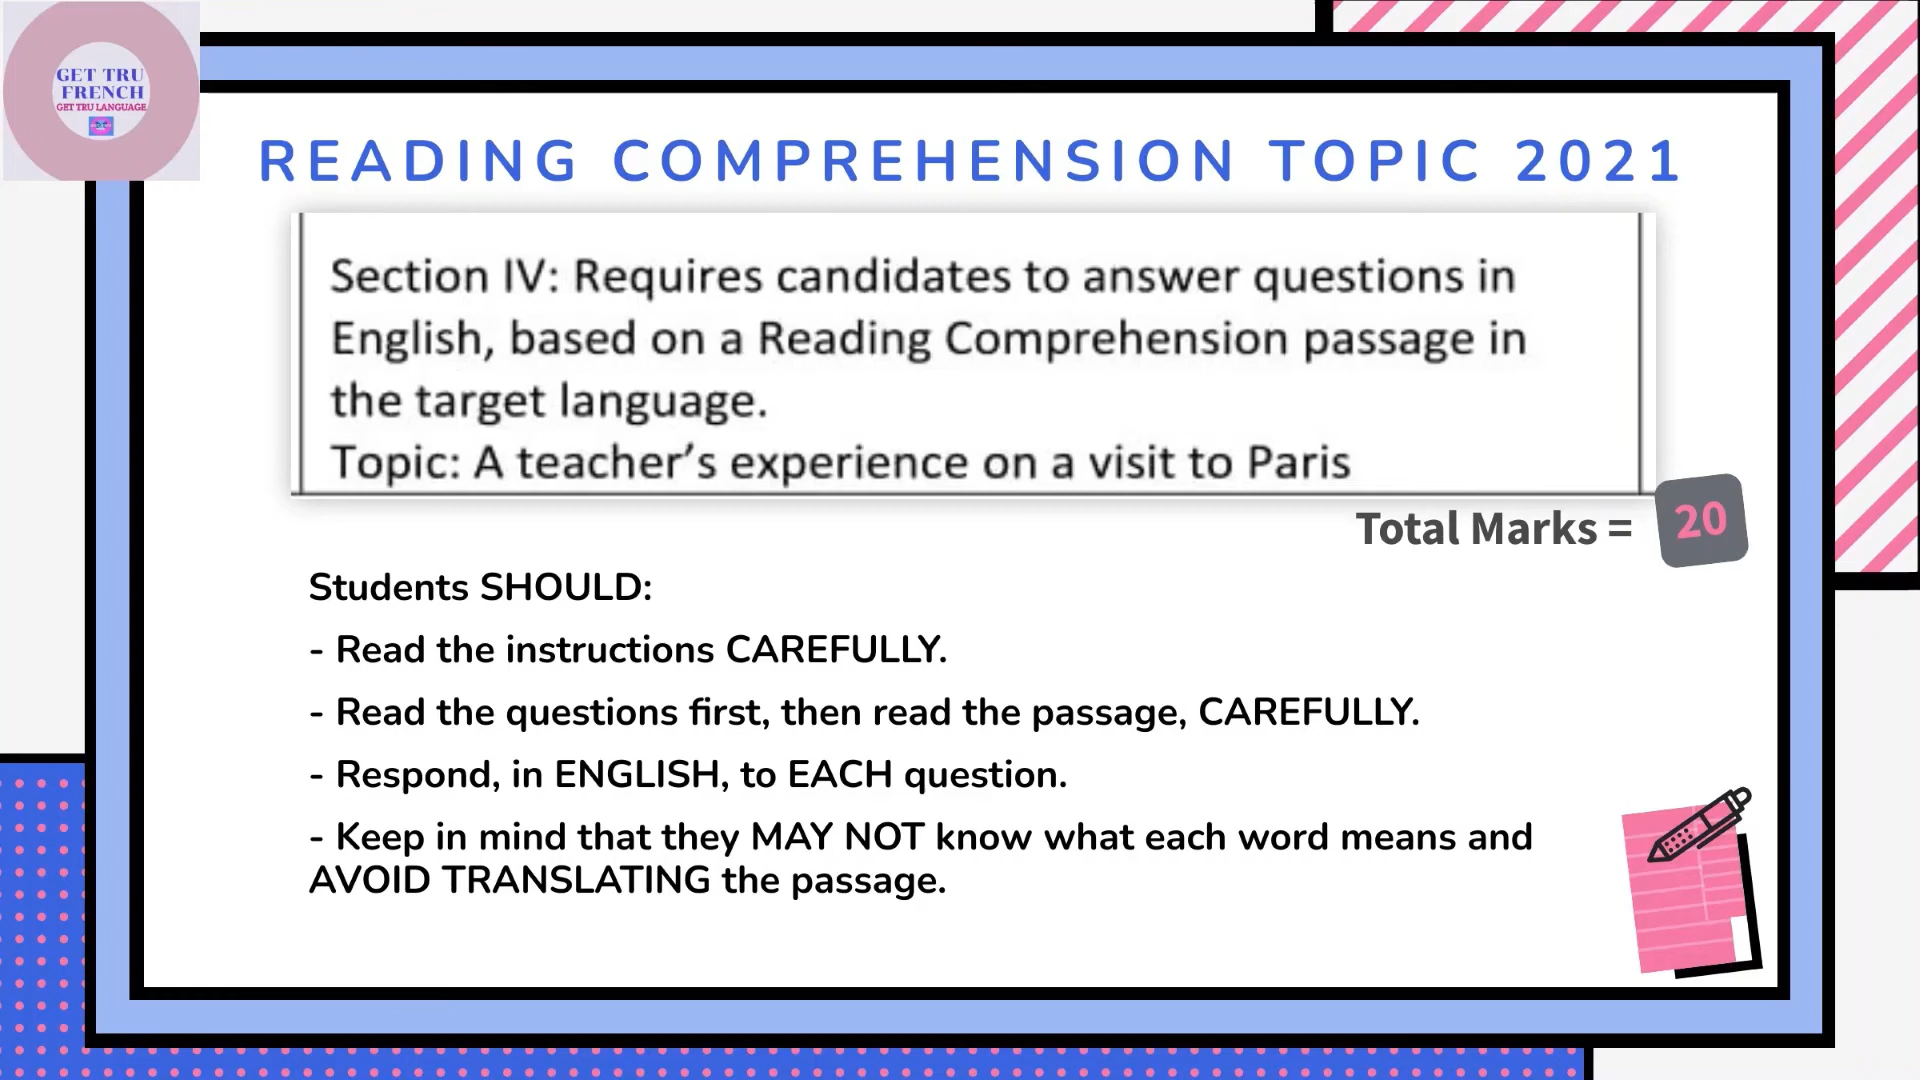 GET TRU
FRENCH
GET TRU LANGUAGE
READING COMPREHENSION TOPIC 2021
Section IV: Requires candidates to answer questions in
English, based on a Reading Comprehension passage in
the target language.
Topic: A teacher's experience on a visit to Paris
Total Marks = 20
Students SHOULD:
- Read the instructions CAREFULLY.
- Read the questions first, then read the passage, CAREFULLY.
- Respond, in ENGLISH, to EACH question.
- Keep in mind that they MAY NOT know what each word means and
AVOID TRANSLATING the passage.